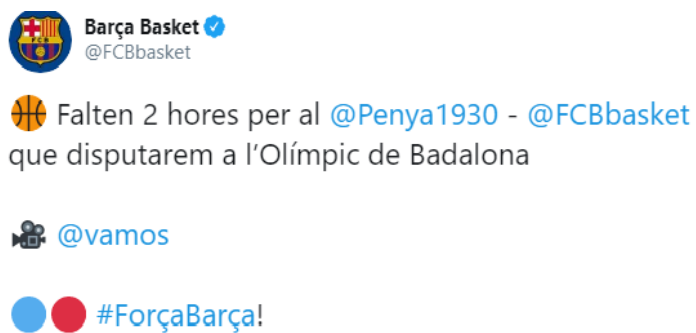 Barça Basket
@FCBbasket
🏀 Falten 2 hores per al @Penya1930 - @FCBbasket
que disputarem a l'Olímpic de Badalona
🎥 @vamos
🔵🔴 #ForçaBarça!